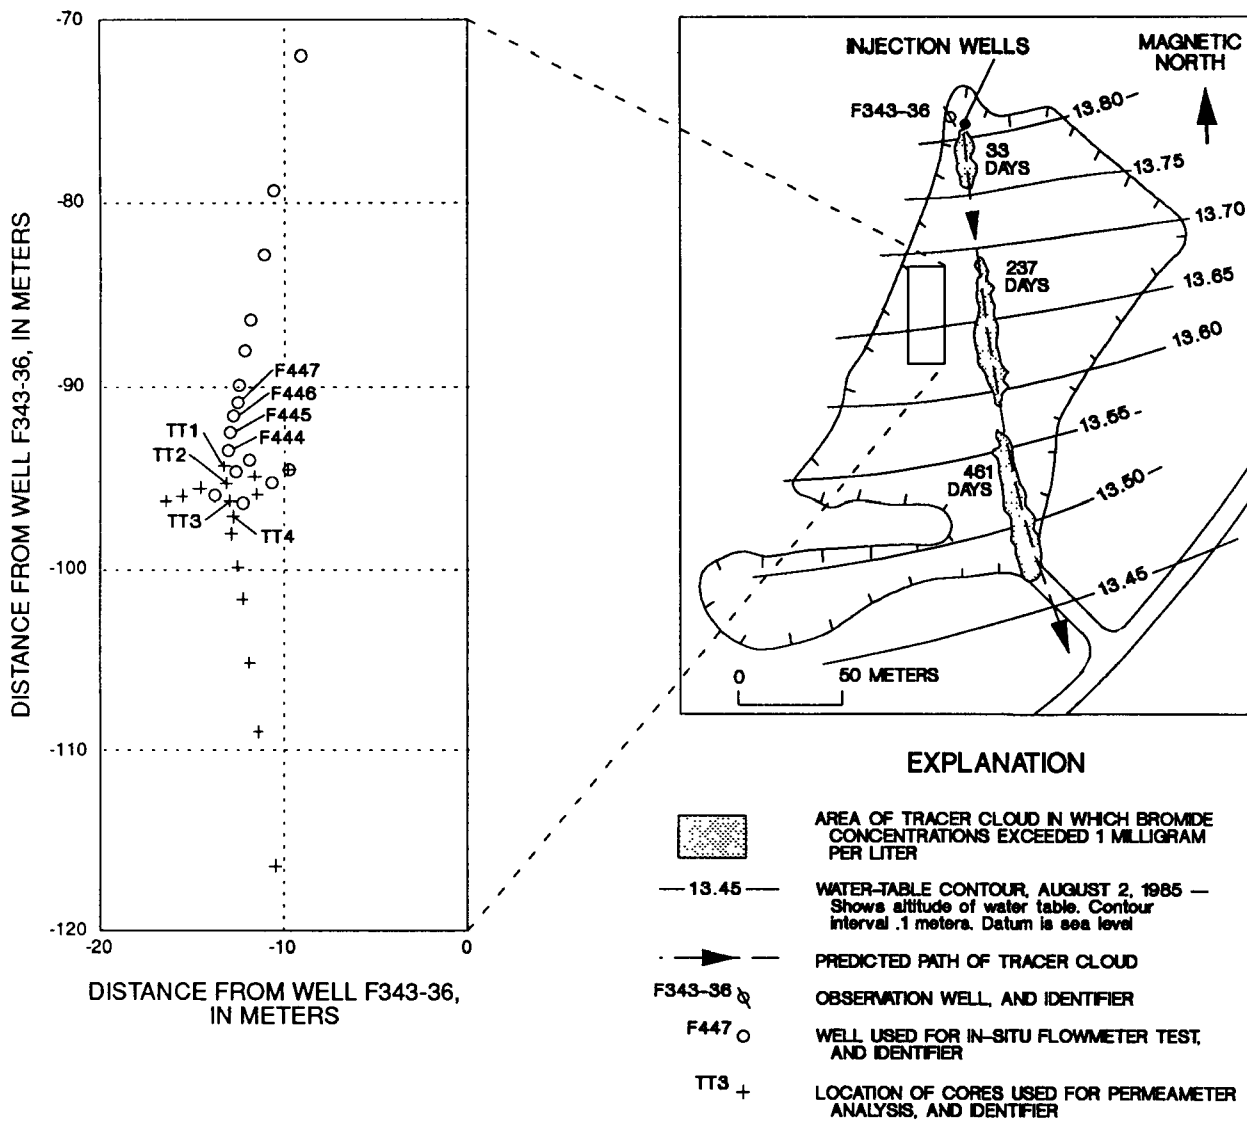 -70
-80
-90
-100
-110
-120
-20
-10
0
DISTANCE FROM WELL F343-36, IN METERS
DISTANCE FROM WELL F343-36,
IN METERS
F447
F446
F445
F444
TT1
TT2
TT3
TT4
INJECTION WELLS
MAGNETIC
NORTH
F343-36
13.80
33
DAYS
13.75
13.70
237
DAYS
13.65
13.60
13.55
461
DAYS
13.50
13.45
0
50 METERS
EXPLANATION
AREA OF TRACER CLOUD IN WHICH BROMIDE
CONCENTRATIONS EXCEEDED 1 MILLIGRAM
PER LITER
13.45
WATER-TABLE CONTOUR, AUGUST 2, 1985 —
Shows altitude of water table. Contour
interval .1 meters. Datum is sea level
PREDICTED PATH OF TRACER CLOUD
F343-36
OBSERVATION WELL, AND IDENTIFIER
F447
WELL USED FOR IN-SITU FLOWMETER TEST,
AND IDENTIFIER
TT3
LOCATION OF CORES USED FOR PERMEAMETER
ANALYSIS, AND IDENTIFIER